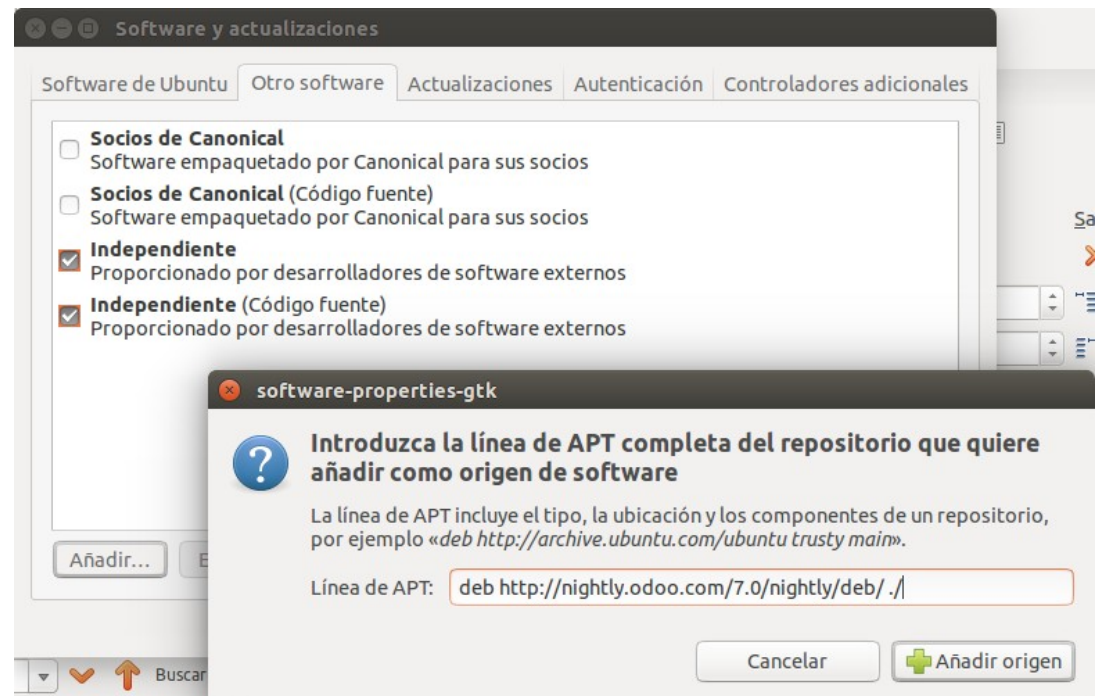 Software y actualizaciones
Software de Ubuntu Otro software Actualizaciones Autenticación Controladores adicionales
Socios de Canonical
Software empaquetado por Canonical para sus socios
Socios de Canonical (Código fuente)
Software empaquetado por Canonical para sus socios
Independiente
Proporcionado por desarrolladores de software externos
Independiente (Código fuente)
Proporcionado por desarrolladores de software externos
software-properties-gtk
Introduzca la línea de APT completa del repositorio que quiere
añadir como origen de software
La línea de APT incluye el tipo, la ubicación y los componentes de un repositorio,
por ejemplo «deb http://archive.ubuntu.com/ubuntu trusty main».
Añadir...
Línea de APT: deb http://nightly.odoo.com/7.0/nightly/deb/ ./
Cancelar Añadir origen
Buscar